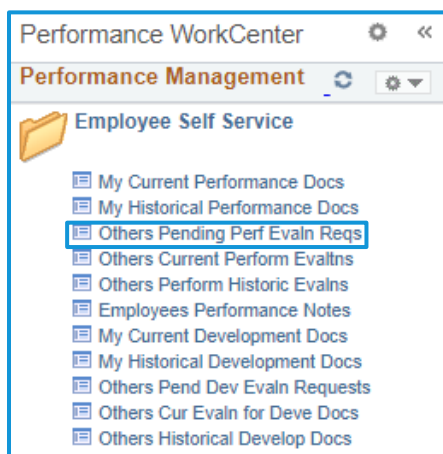 Performance WorkCenter
Performance Management
Employee Self Service
My Current Performance Docs
My Historical Performance Docs
Others Pending Perf Evaln Reqs
Others Current Perform Evaltns
Others Perform Historic Evalns
Employees Performance Notes
My Current Development Docs
My Historical Development Docs
Others Pend Dev Evaln Requests
Others Cur Evaln for Deve Docs
Others Historical Develop Docs